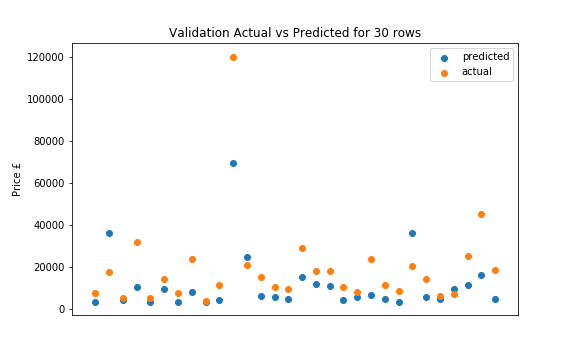 Validation Actual vs Predicted for 30 rows
predicted
actual
Price £
120000
100000
80000
60000
40000
20000
0